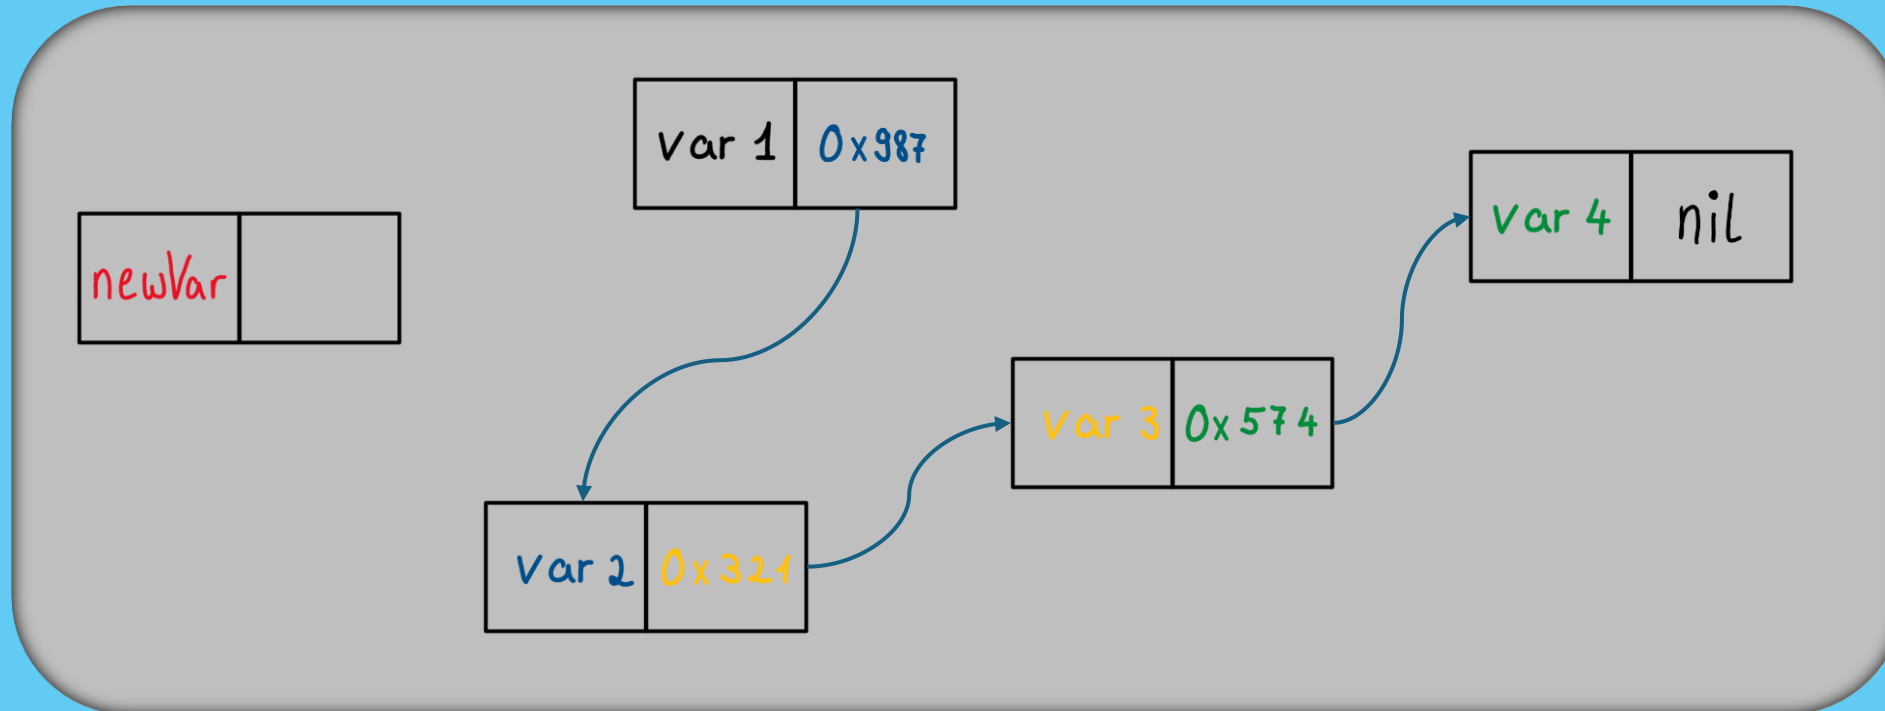 var 1 0x987
var 4 nil
newVar
var 3 0x574
var 2 0x321